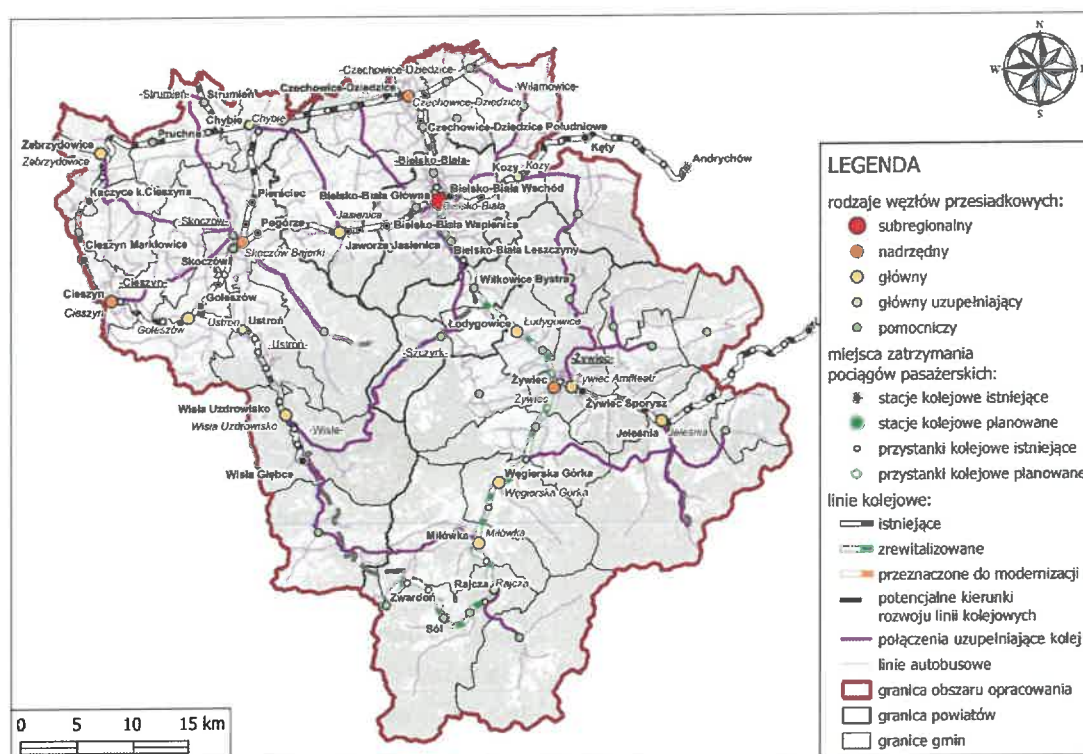 N
W
E
S
-Czechowice-Dziedzice-
Czechowice-Dziedzice
Czechowice-Dziedzice
-Wilamowice-
-Strumień-
Strumień
Chybie
Chybie
Pruchna
Czechowice-Dziedzice Południowe
Zebrzydowice
Zebrzydowice
Kęty
Andrychów
-Bielsko-Biała-
Kozy
Kozy
Kaczyce k.Cieszyna
Pierściec
Bielsko-Biała Główna
Bielsko-Biała Wschód
Bielsko-Biała
-Skoczów-
Pogórze
Jasienica
Bielsko-Biała Wapienica
Cieszyn Marklowice
Skoczów
Skoczów Bajerki
Jaworze Jasienica
Bielsko-Biała Leszczyny
-Cieszyn-
Wilkowice Bystra
Cieszyn
Cieszyn
Goleszów
Goleszów
Ustroń
Ustroń
-Ustroń-
Łodygowice
Łodygowice
-Szczyrk-
-Żywiec-
Żywiec
Żywiec
Żywiec Amfiteatr
Żywiec Sporysz
Wisła Uzdrowisko
Wisła Uzdrowisko
-Wisła-
Jeleśnia
Jeleśnia
Wisła Głębce
Węgierska Górka
Węgierska Górka
Milówka
Milówka
Rajcza
Rajcza
Zwardoń
Sól
0 5 10 15 km
LEGENDA
rodzaje węzłów przesiadkowych:
subregionalny
nadrzędny
główny
główny uzupełniający
pomocniczy
miejsca zatrzymania
pociągów pasażerskich:
stacje kolejowe istniejące
stacje kolejowe planowane
przystanki kolejowe istniejące
przystanki kolejowe planowane
linie kolejowe:
istniejące
zrewitalizowane
przeznaczone do modernizacji
potencjalne kierunki
rozwoju linii kolejowych
połączenia uzupełniające kolej
linie autobusowe
granica obszaru opracowania
granica powiatów
granice gmin